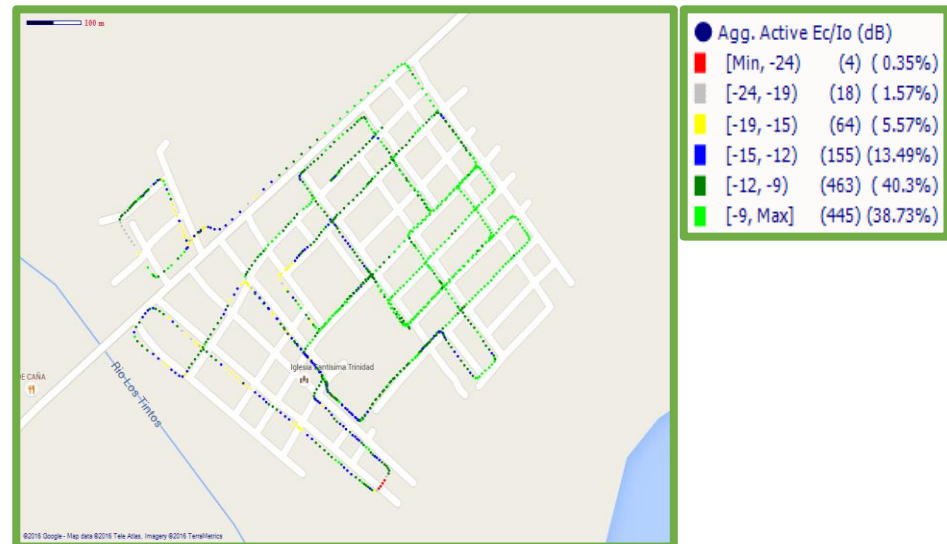 100 m
Iglesia Santísima Trinidad
DE CAÑA
Río Los Tintos
©2016 Google - Map data ©2016 Tele Atlas, Imagery ©2016 TerraMetrics
Agg. Active Ec/Io (dB)
[Min, -24) (4) ( 0.35%)
[-24, -19) (18) ( 1.57%)
[-19, -15) (64) ( 5.57%)
[-15, -12) (155) (13.49%)
[-12, -9) (463) ( 40.3%)
[-9, Max] (445) (38.73%)